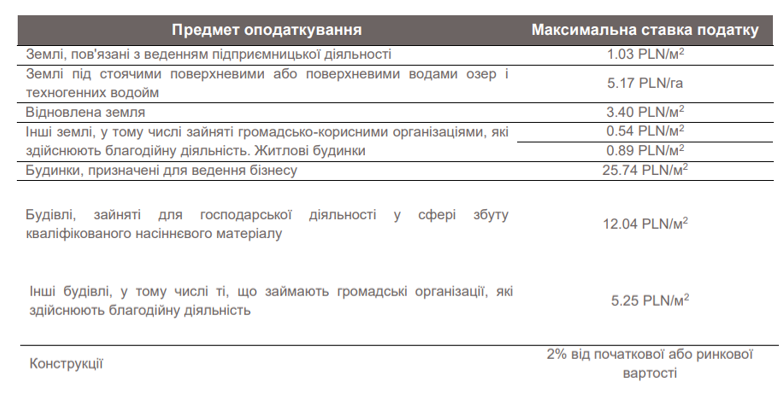 Предмет оподаткування Максимальна ставка податку
Землі, пов'язані з веденням підприємницької діяльності 1.03 PLN/м²
Землі під стоячими поверхневими або поверхневими водами озер і
техногенних водойм 5.17 PLN/га
Відновлена земля 3.40 PLN/м²
Інші землі, у тому числі зайняті громадсько-корисними організаціями, які 0.54 PLN/м²
здійснюють благодійну діяльність. Житлові будинки 0.89 PLN/м²
Будинки, призначені для ведення бізнесу 25.74 PLN/м²
Будівлі, зайняті для господарської діяльності у сфері збуту
кваліфікованого насіннєвого матеріалу 12.04 PLN/м²
Інші будівлі, у тому числі ті, що займають громадські організації, які
здійснюють благодійну діяльність 5.25 PLN/м²
Конструкції 2% від початкової або ринкової
вартості